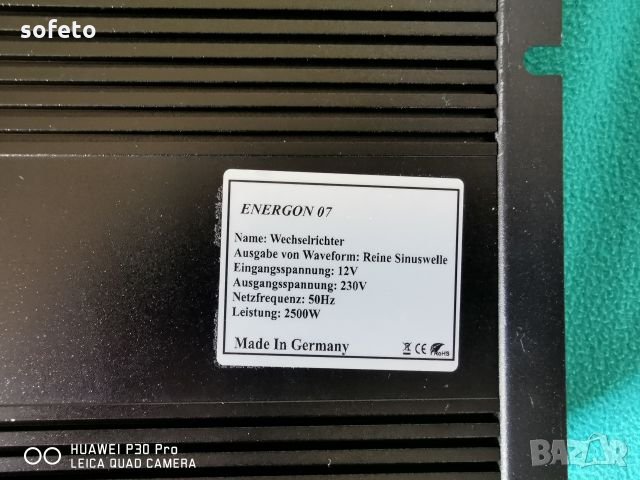 sofeto
ENERGON 07
Name: Wechselrichter
Ausgabe von Waveform: Reine Sinuswelle
Eingangsspannung: 12V
Ausgangsspannung: 230V
Netzfrequenz: 50Hz
Leistung: 2500W
Made In Germany
CE RoHS
HUAWEI P30 Pro
LEICA QUAD CAMERA
BAZAR